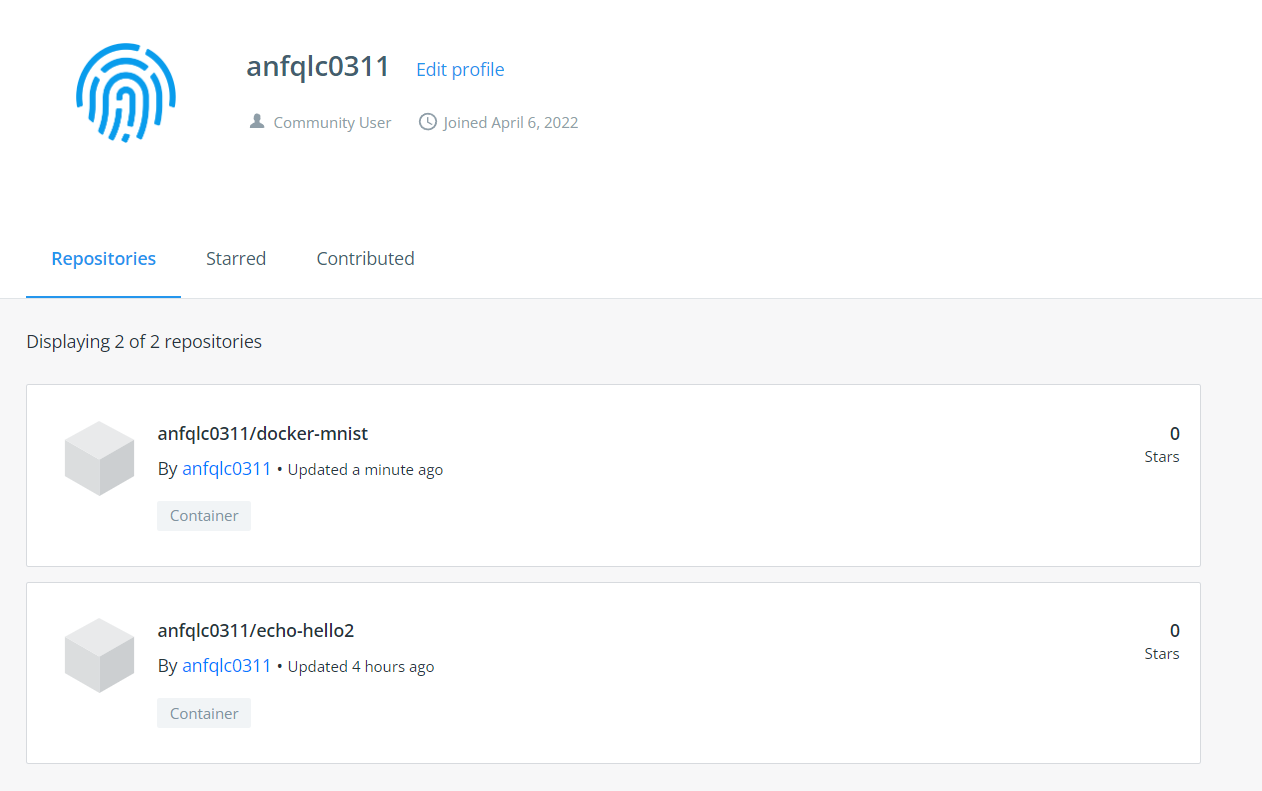 anfqlc0311 Edit profile
Community User Joined April 6, 2022
Repositories Starred Contributed
Displaying 2 of 2 repositories
anfqlc0311/docker-mnist 0
By anfqlc0311 • Updated a minute ago Stars
Container
anfqlc0311/echo-hello2 0
By anfqlc0311 • Updated 4 hours ago Stars
Container